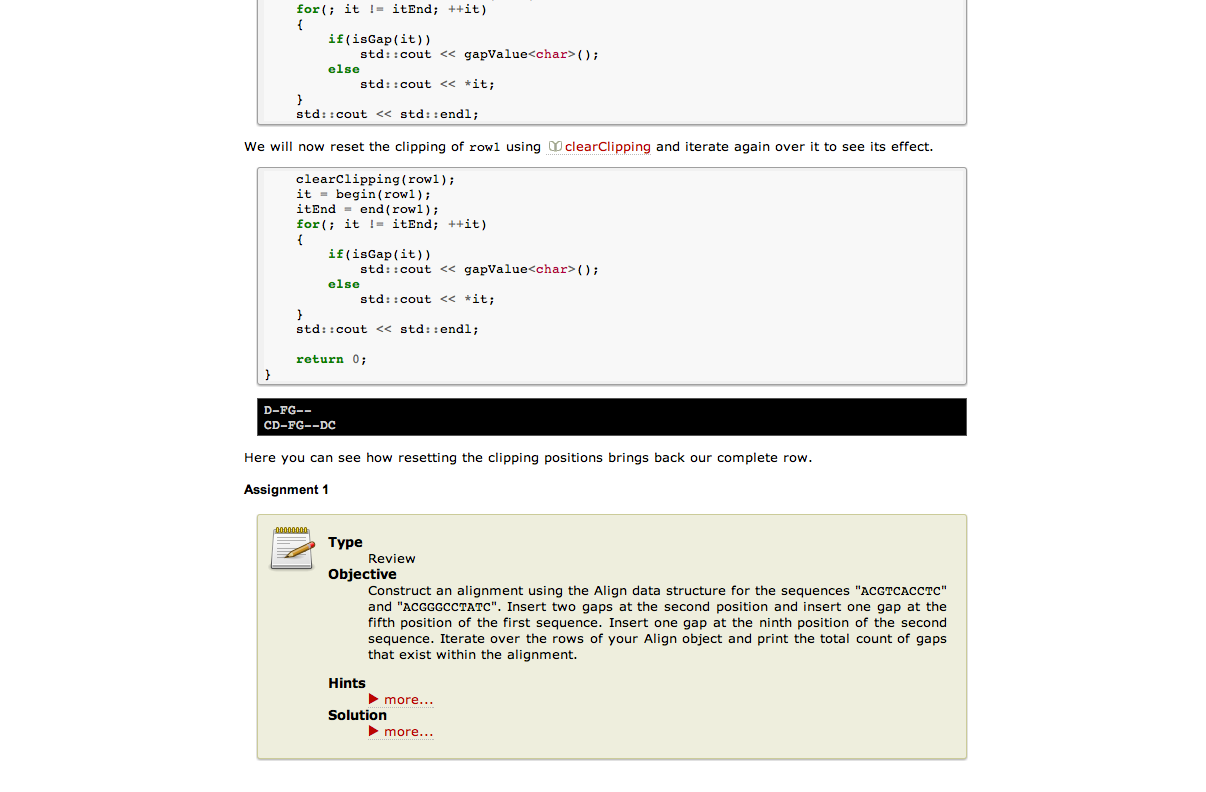 for(; it != itEnd; ++it)
{
if(isGap(it))
std::cout << gapValue<char>();
else
std::cout << *it;
}
std::cout << std::endl;
We will now reset the clipping of row1 using clearClipping and iterate again over it to see its effect.
clearClipping(row1);
it = begin(row1);
itEnd = end(row1);
for(; it != itEnd; ++it)
{
if(isGap(it))
std::cout << gapValue<char>();
else
std::cout << *it;
}
std::cout << std::endl;
return 0;
}
D-FG--
CD-FG--DC
Here you can see how resetting the clipping positions brings back our complete row.
Assignment 1
Type
Review
Objective
Construct an alignment using the Align data structure for the sequences "ACGTCACCTC"
and "ACGGGCCTATC". Insert two gaps at the second position and insert one gap at the
fifth position of the first sequence. Insert one gap at the ninth position of the second
sequence. Iterate over the rows of your Align object and print the total count of gaps
that exist within the alignment.
Hints
more...
Solution
more...